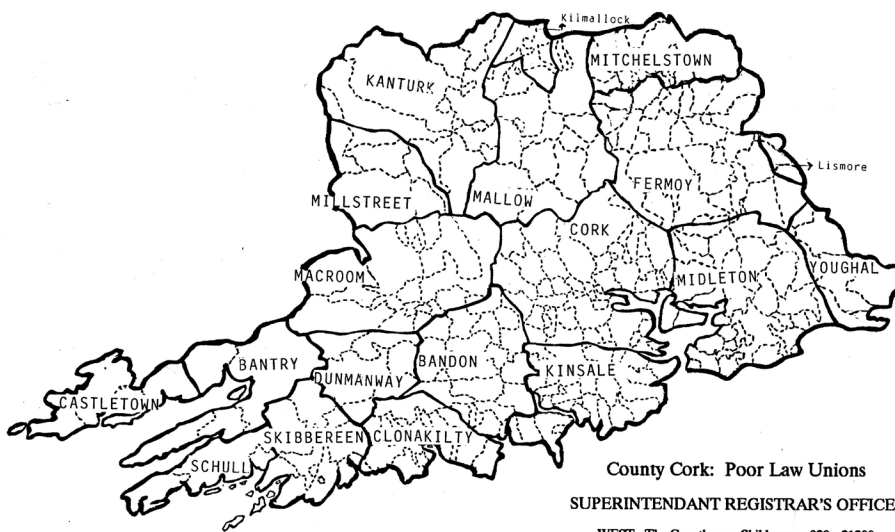 Kilmallock
MITCHELSTOWN
KANTURK
Lismore
FERMOY
MILLSTREET
MALLOW
CORK
YOUGHAL
MACROOM
MIDLETON
BANTRY
BANDON
KINSALE
DUNMANWAY
CASTLETOWN
SKIBBEREEN
CLONAKILTY
SCHULL
County Cork: Poor Law Unions
SUPERINTENDANT REGISTRAR'S OFFICE